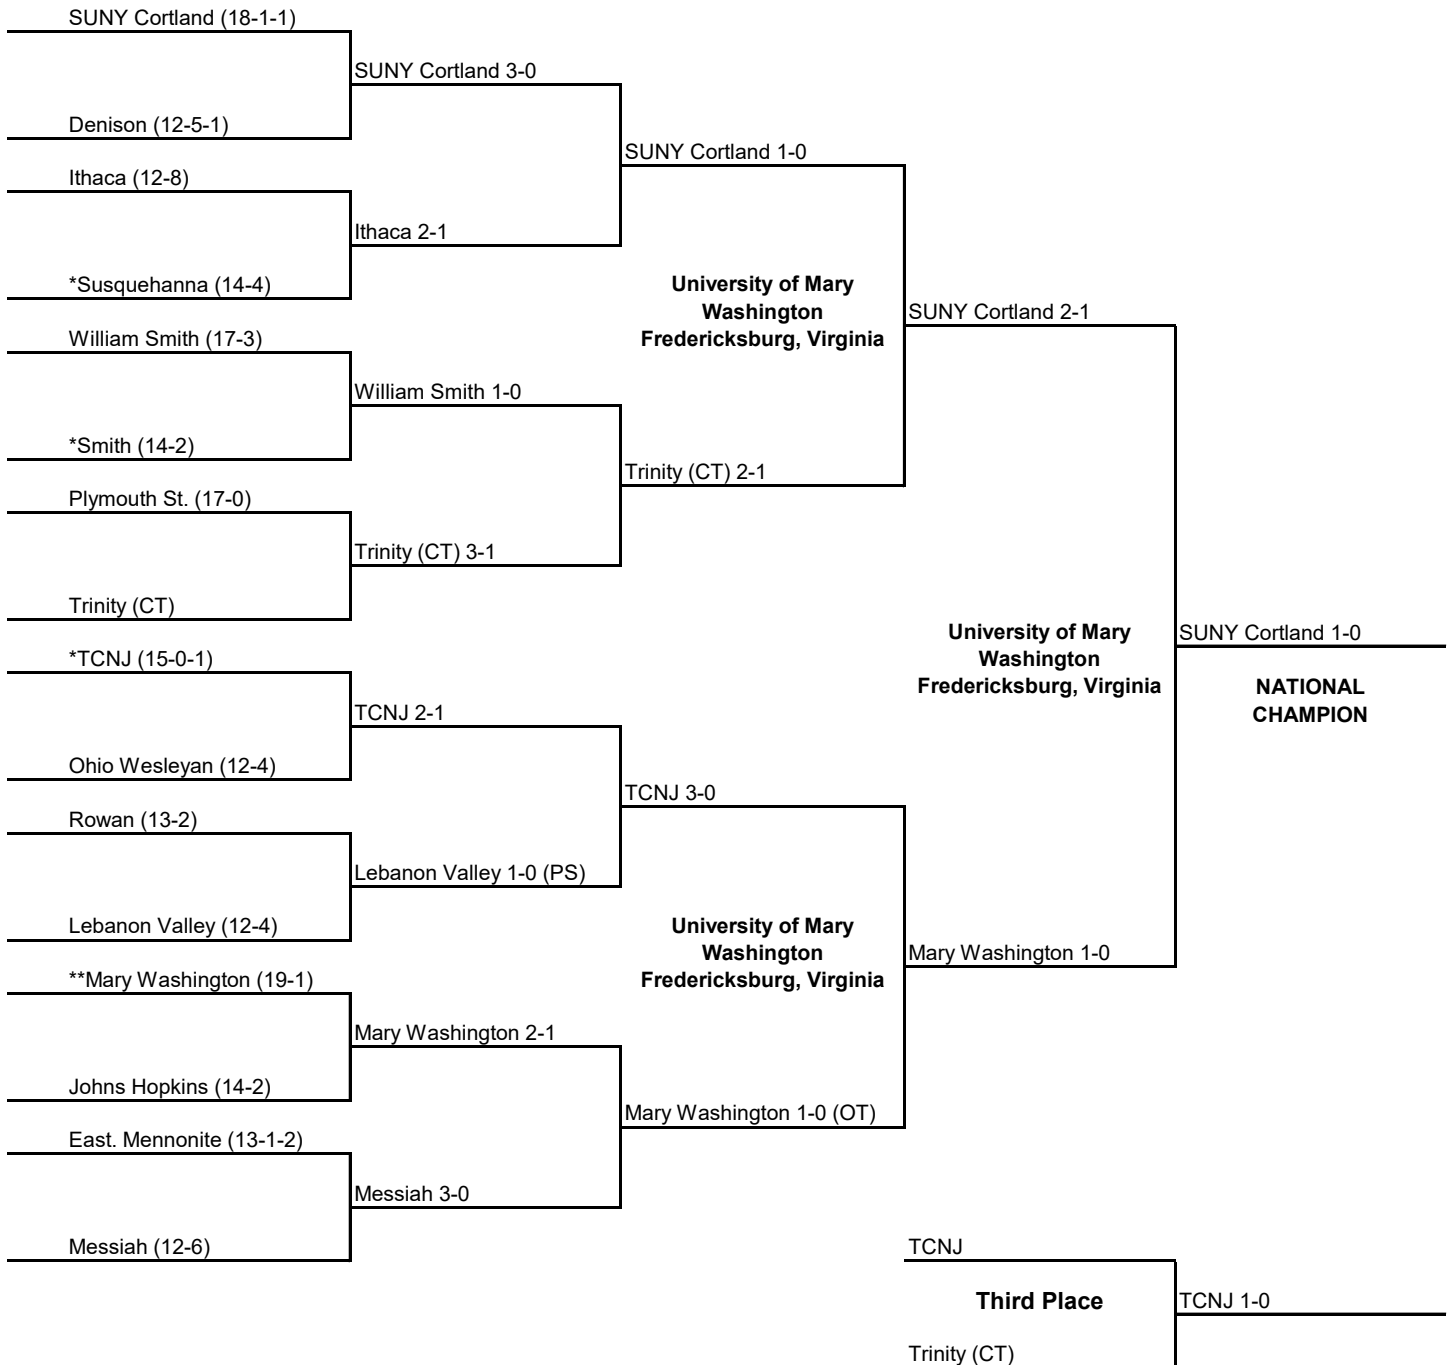 SUNY Cortland (18-1-1)
SUNY Cortland 3-0
Denison (12-5-1)
SUNY Cortland 1-0
Ithaca (12-8)
Ithaca 2-1
*Susquehanna (14-4)
University of Mary
Washington
Fredericksburg, Virginia
SUNY Cortland 2-1
William Smith (17-3)
William Smith 1-0
*Smith (14-2)
Trinity (CT) 2-1
Plymouth St. (17-0)
Trinity (CT) 3-1
Trinity (CT)
University of Mary
Washington
Fredericksburg, Virginia
SUNY Cortland 1-0
NATIONAL
CHAMPION
*TCNJ (15-0-1)
TCNJ 2-1
Ohio Wesleyan (12-4)
TCNJ 3-0
Rowan (13-2)
Lebanon Valley 1-0 (PS)
Lebanon Valley (12-4)
University of Mary
Washington
Fredericksburg, Virginia
Mary Washington 1-0
**Mary Washington (19-1)
Mary Washington 2-1
Johns Hopkins (14-2)
Mary Washington 1-0 (OT)
East. Mennonite (13-1-2)
Messiah 3-0
Messiah (12-6)
TCNJ
Third Place
TCNJ 1-0
Trinity (CT)